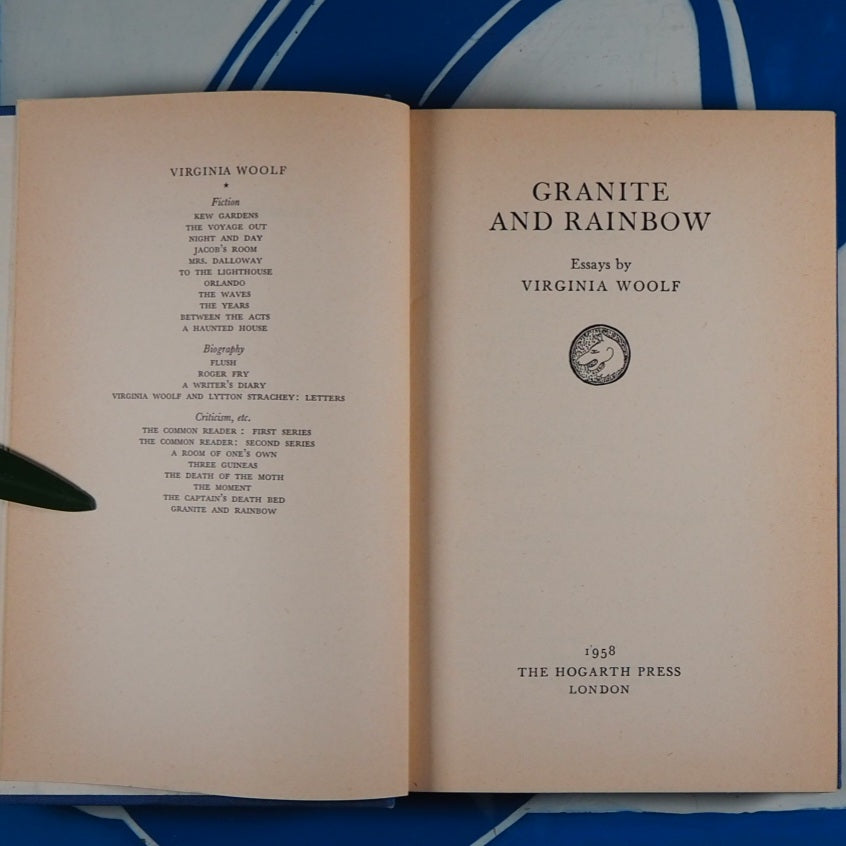 VIRGINIA WOOLF
★
Fiction
KEW GARDENS
THE VOYAGE OUT
NIGHT AND DAY
JACOB'S ROOM
MRS. DALLOWAY
TO THE LIGHTHOUSE
ORLANDO
THE WAVES
THE YEARS
BETWEEN THE ACTS
A HAUNTED HOUSE
Biography
FLUSH
ROGER FRY
A WRITER'S DIARY
VIRGINIA WOOLF AND LYTTON STRACHEY: LETTERS
Criticism, etc.
THE COMMON READER : FIRST SERIES
THE COMMON READER: SECOND SERIES
A ROOM OF ONE'S OWN
THREE GUINEAS
THE DEATH OF THE MOTH
THE MOMENT
THE CAPTAIN'S DEATH BED
GRANITE AND RAINBOW
GRANITE
AND RAINBOW
Essays by
VIRGINIA WOOLF
1958
THE HOGARTH PRESS
LONDON